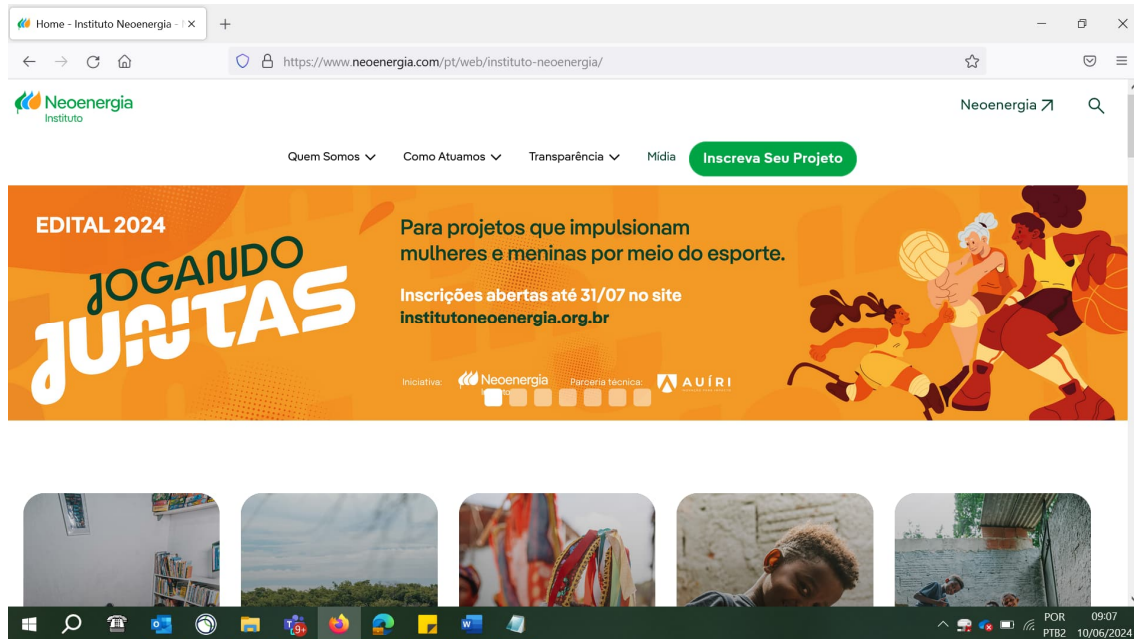 Home - Instituto Neoenergia -
https://www.neoenergia.com/pt/web/instituto-neoenergia/
Neoenergia
Instituto
Neoenergia
Quem Somos
Como Atuamos
Transparência
Mídia
Inscreva Seu Projeto
EDITAL 2024
JOGANDO
JUNTAS
Para projetos que impulsionam
mulheres e meninas por meio do esporte.
Inscrições abertas até 31/07 no site
institutoneoenergia.org.br
Iniciativa:
Neoenergia
Parceria técnica:
AUÍRI
9+
POR
PTB2
09:07
10/06/2024